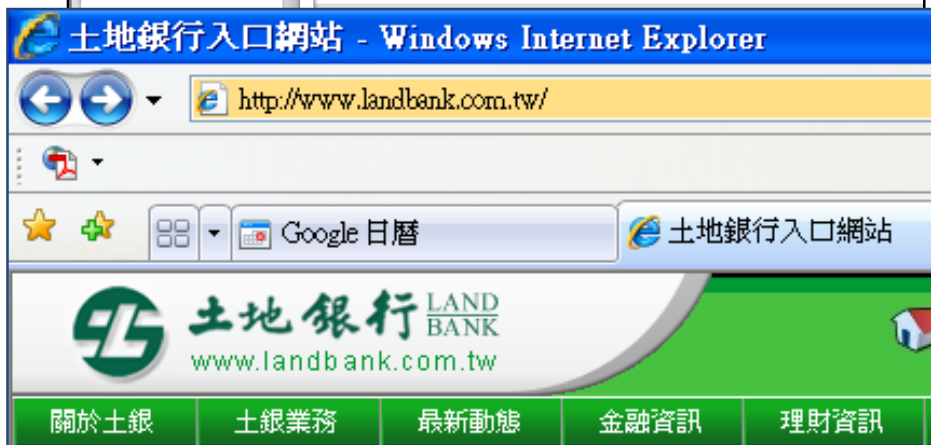 土地銀行入口網站 - Windows Internet Explorer
http://www.landbank.com.tw/
Google 日曆
土地銀行入口網站
土地銀行 LAND BANK
www.landbank.com.tw
關於土銀 土銀業務 最新動態 金融資訊 理財資訊